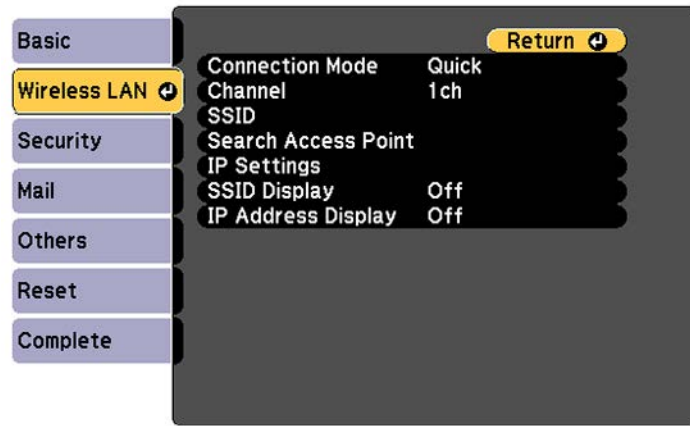 Basic
Wireless LAN
Security
Mail
Others
Reset
Complete
Return
Connection Mode Quick
Channel 1ch
SSID
Search Access Point
IP Settings
SSID Display Off
IP Address Display Off